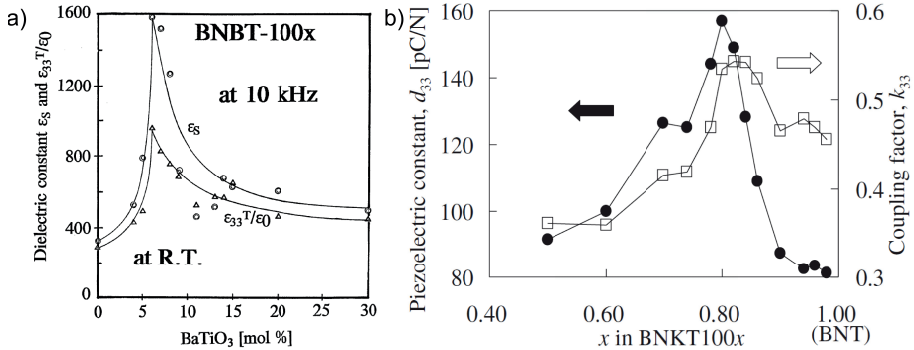 a)
Dielectric constant εS and ε33T/ε0
1600
1200
800
400
0
BNBT-100x
at 10 kHz
εS
ε33T/ε0
at R.T.
0 5 10 15 20 25 30
BaTiO3 [mol %]
b)
Piezoelectric constant, d33 [pC/N]
160
140
120
100
80
0.6
0.5
0.4
0.3
Coupling factor, k33
0.40 0.60 0.80 1.00
x in BNKT100x (BNT)